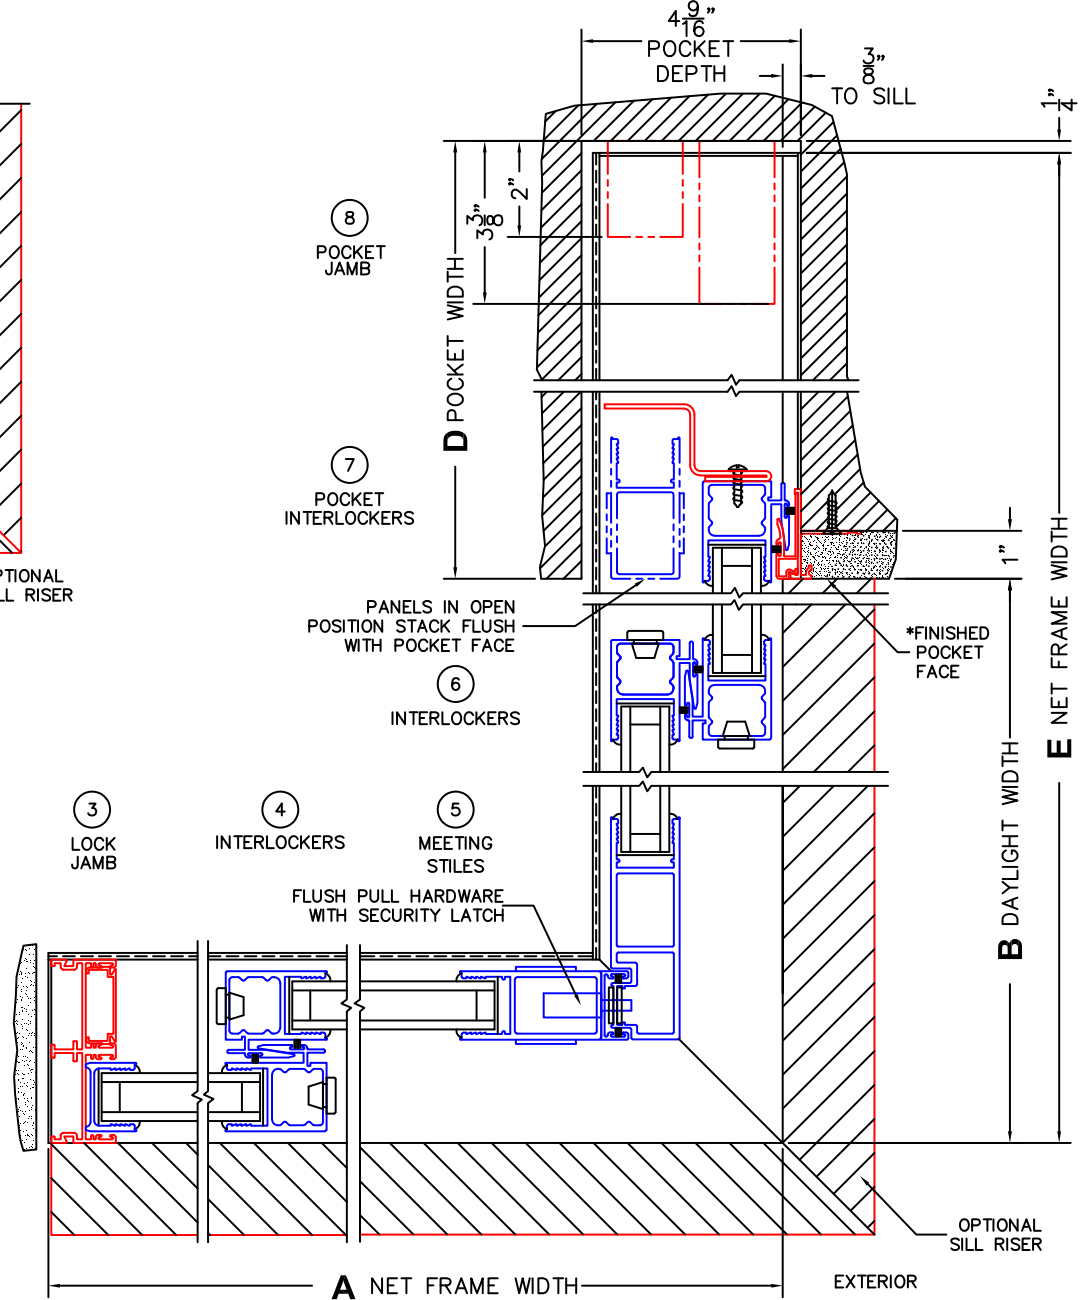 4 9/16"
POCKET
DEPTH
3/8"
TO SILL
1/4"
8
POCKET
JAMB
2"
3 3/8"
D POCKET WIDTH
7
POCKET
INTERLOCKERS
PTIONAL
LL RISER
PANELS IN OPEN
POSITION STACK FLUSH
WITH POCKET FACE
1"
*FINISHED
POCKET
FACE
E NET FRAME WIDTH
6
INTERLOCKERS
B DAYLIGHT WIDTH
3
LOCK
JAMB
4
INTERLOCKERS
5
MEETING
STILES
FLUSH PULL HARDWARE
WITH SECURITY LATCH
OPTIONAL
SILL RISER
A NET FRAME WIDTH
EXTERIOR